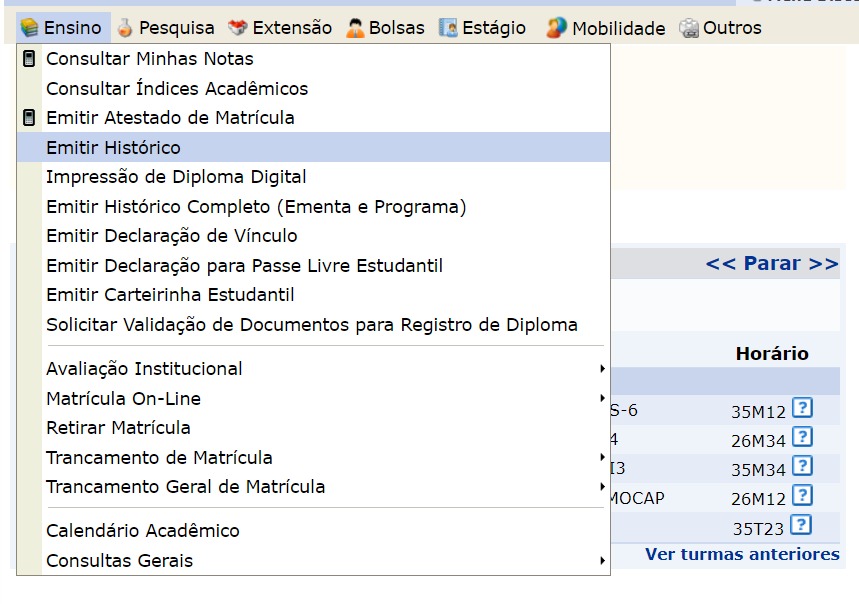 Ensino Pesquisa Extensão Bolsas Estágio Mobilidade Outros
Consultar Minhas Notas
Consultar Índices Acadêmicos
Emitir Atestado de Matrícula
Emitir Histórico
Impressão de Diploma Digital
Emitir Histórico Completo (Ementa e Programa)
Emitir Declaração de Vínculo
Emitir Declaração para Passe Livre Estudantil
Emitir Carteirinha Estudantil
Solicitar Validação de Documentos para Registro de Diploma
Avaliação Institucional
Matrícula On-Line
Retirar Matrícula
Trancamento de Matrícula
Trancamento Geral de Matrícula
Calendário Acadêmico
Consultas Gerais
<< Parar >>
Horário
S-6 35M12 ?
4 26M34 ?
I3 35M34 ?
MOCAP 26M12 ?
35T23 ?
Ver turmas anteriores